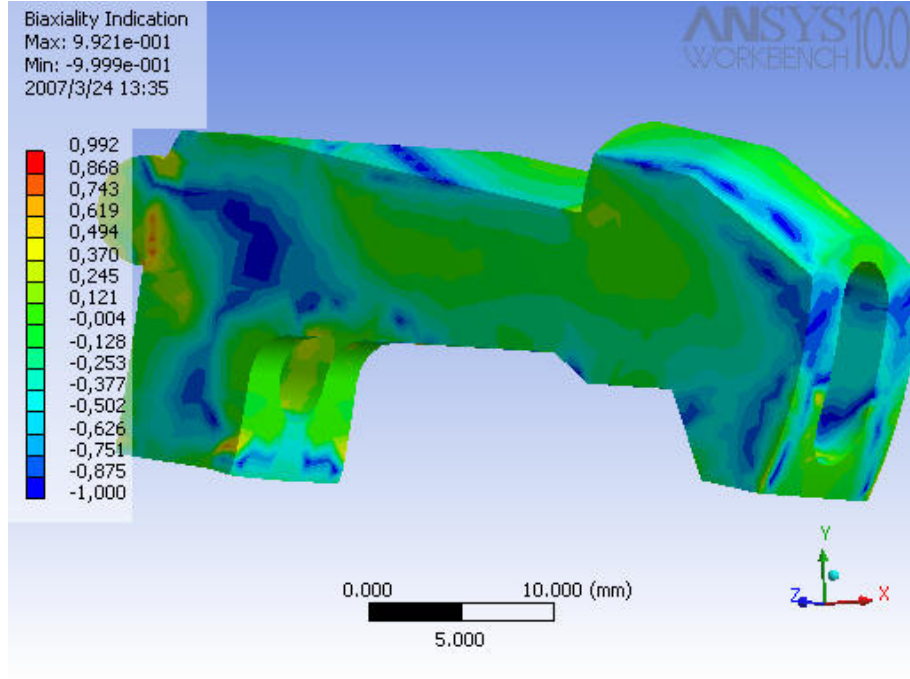 Biaxiality Indication
Max: 9.921e-001
Min: -9.999e-001
2007/3/24 13:35
ANSYS 10.0
WORKBENCH
0,992
0,868
0,743
0,619
0,494
0,370
0,245
0,121
-0,004
-0,128
-0,253
-0,377
-0,502
-0,626
-0,751
-0,875
-1,000
0.000 10.000 (mm)
5.000
Y
Z X